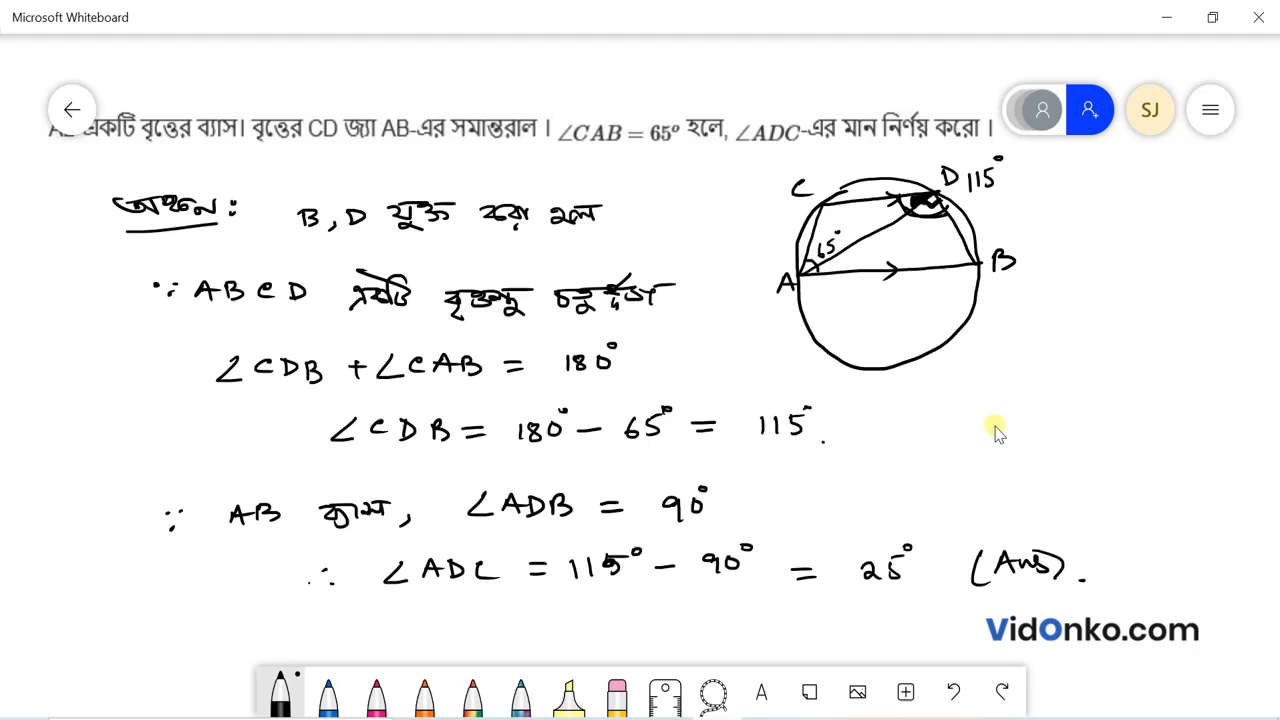 Microsoft Whiteboard
একটি বৃত্তের ব্যাস। বৃত্তের CD জ্যা AB-এর সমান্তরাল। ∠CAB = 65° হলে, ∠ADC-এর মান নির্ণয় করো।
SJ
C D 115°
65°
A B
অঙ্কন: B, D যুক্ত করা হল
∵ ABCD একটি বৃত্তস্থ চতুর্ভুজ
∠CDB + ∠CAB = 180°
∠CDB = 180° − 65° = 115°.
∵ AB ব্যাস, ∠ADB = 90°
∴ ∠ADC = 115° − 90° = 25° (Ans).
VidOnko.com